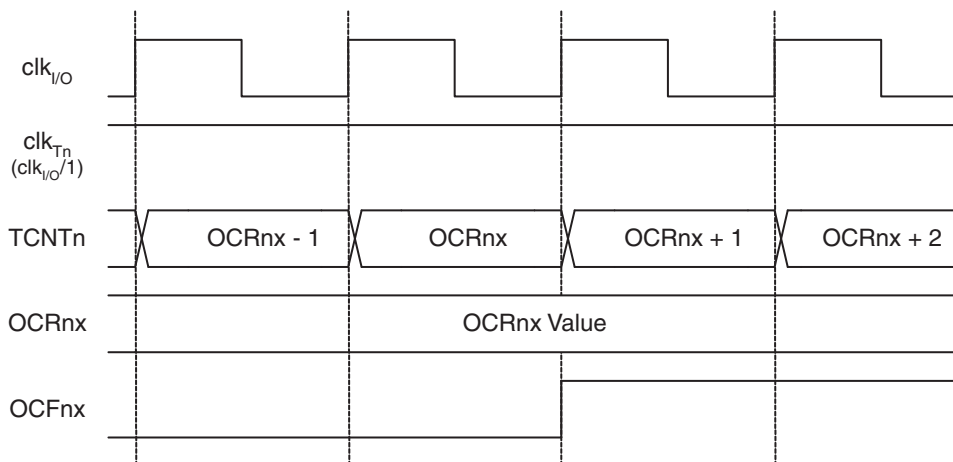 clkI/O
clkTn
(clkI/O/1)
TCNTn
OCRnx - 1
OCRnx
OCRnx + 1
OCRnx + 2
OCRnx
OCRnx Value
OCFnx